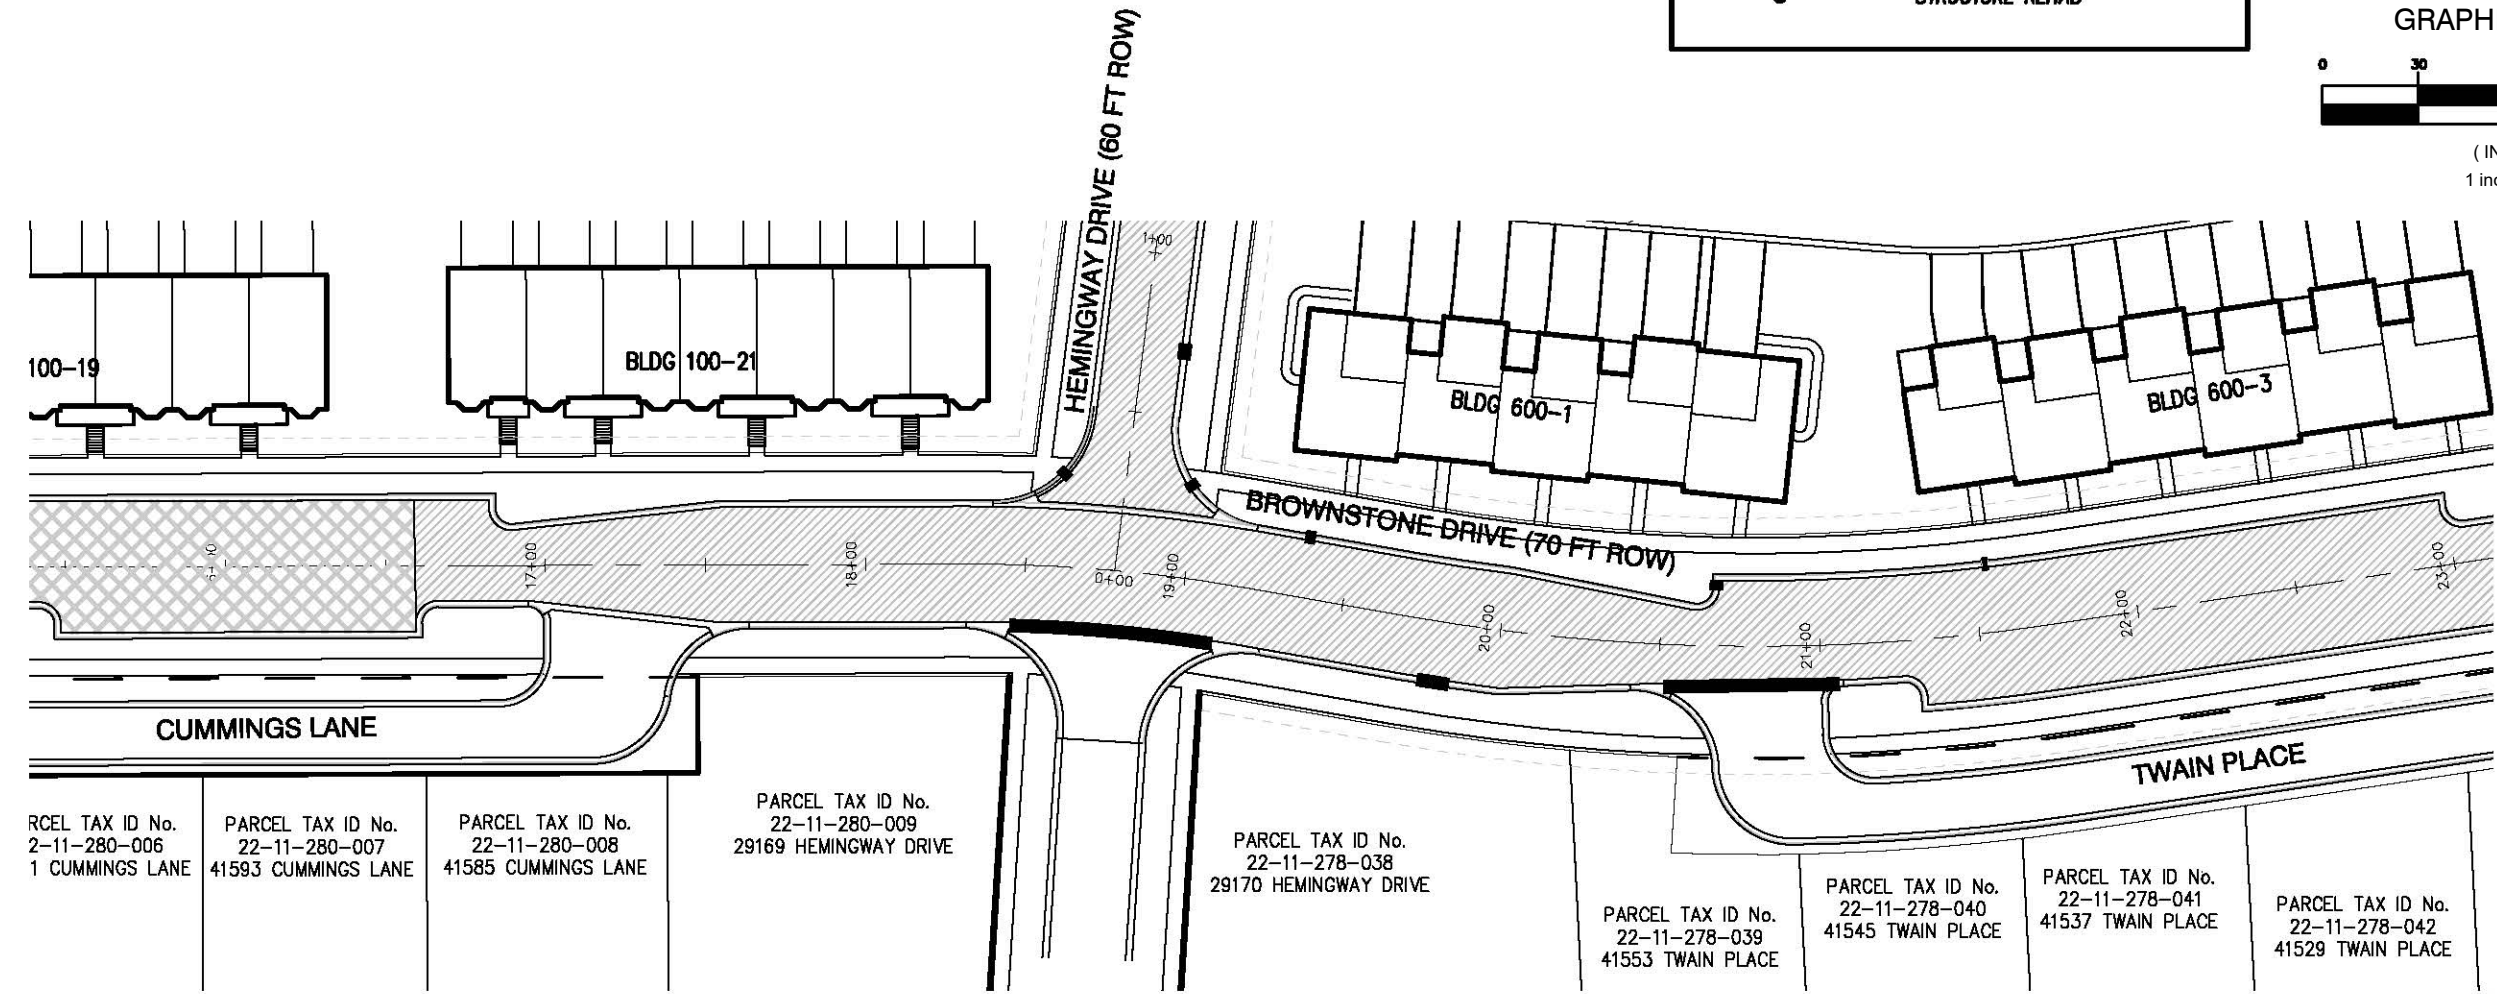 GRAPH
0 30
( IN
1 inc
HEMINGWAY DRIVE (60 FT ROW)
1+00
100-19
BLDG 100-21
BLDG 600-1
BLDG 600-3
BROWNSTONE DRIVE (70 FT ROW)
17+00
18+00
0+00
19+00
20+00
21+00
22+00
23+00
CUMMINGS LANE
TWAIN PLACE
RCEL TAX ID No.
2-11-280-006
1 CUMMINGS LANE
PARCEL TAX ID No.
22-11-280-007
41593 CUMMINGS LANE
PARCEL TAX ID No.
22-11-280-008
41585 CUMMINGS LANE
PARCEL TAX ID No.
22-11-280-009
29169 HEMINGWAY DRIVE
PARCEL TAX ID No.
22-11-278-038
29170 HEMINGWAY DRIVE
PARCEL TAX ID No.
22-11-278-039
41553 TWAIN PLACE
PARCEL TAX ID No.
22-11-278-040
41545 TWAIN PLACE
PARCEL TAX ID No.
22-11-278-041
41537 TWAIN PLACE
PARCEL TAX ID No.
22-11-278-042
41529 TWAIN PLACE